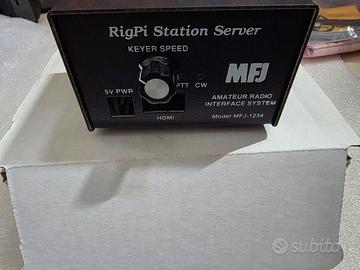 RigPi Station Server
KEYER SPEED
MFJ
5V PWR
PTT CW
AMATEUR RADIO
INTERFACE SYSTEM
HDMI
Model MFJ-1234
subito